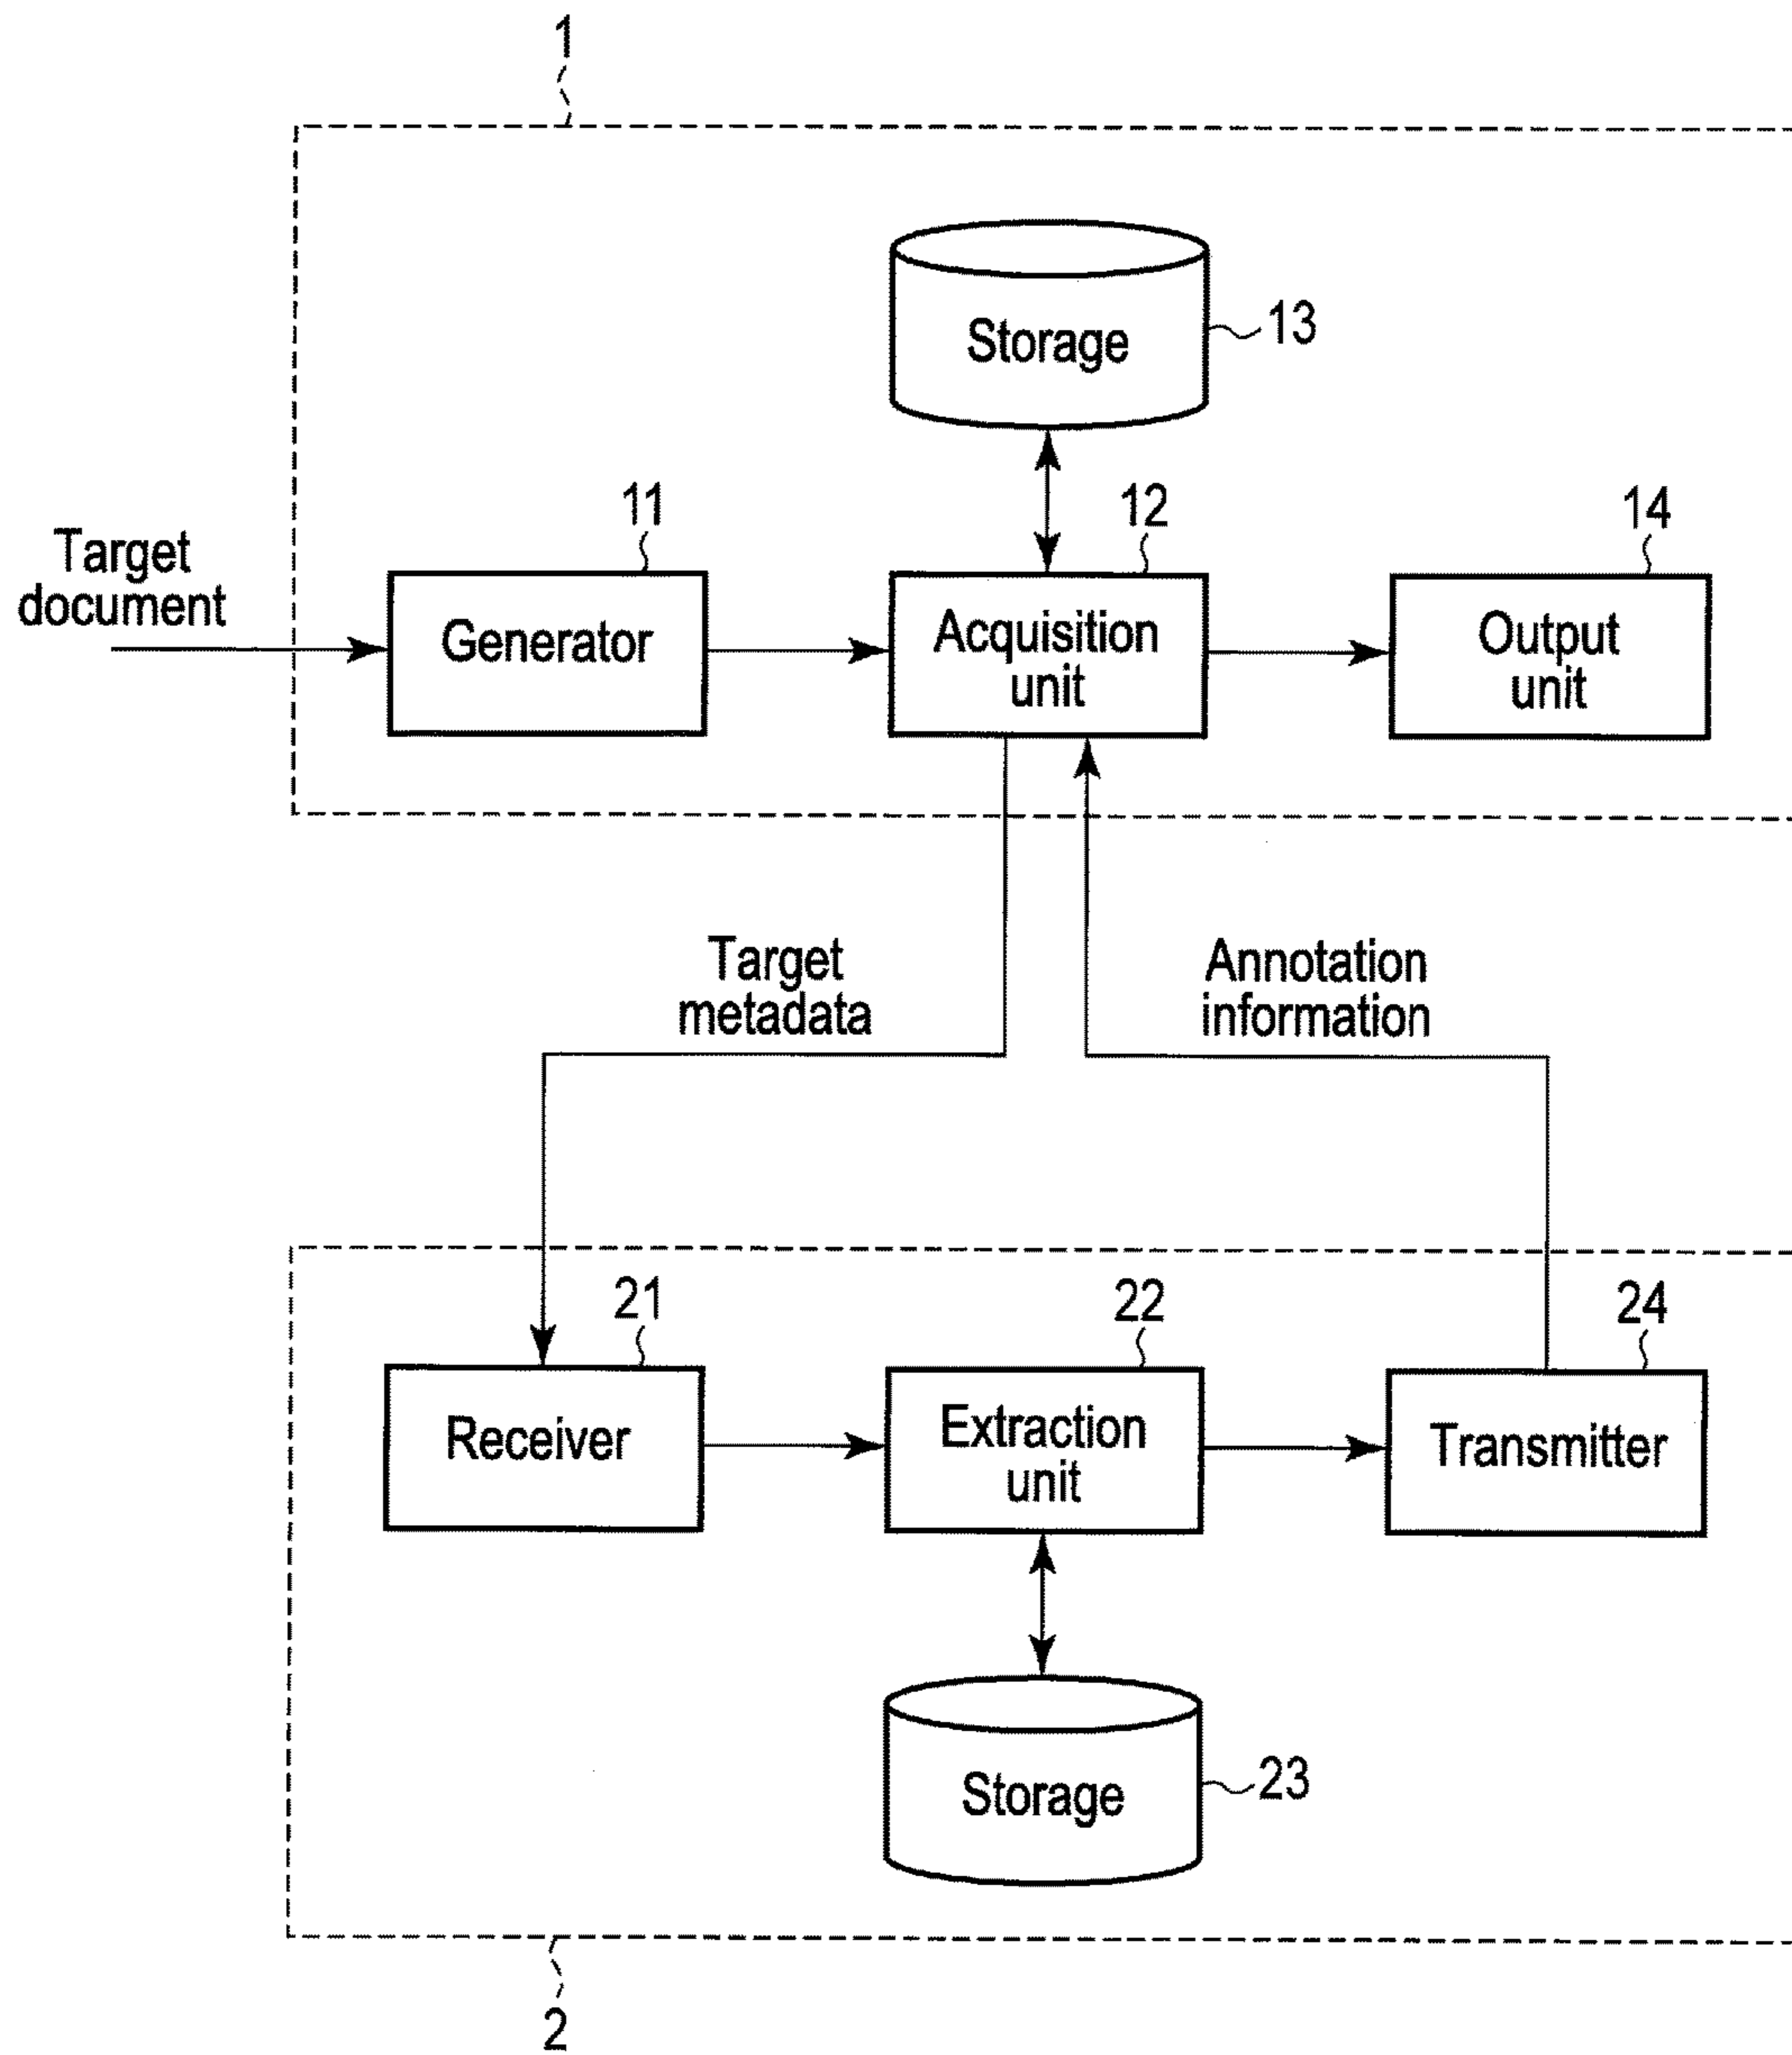 1
Storage
13
11
12
14
Target
document
Generator
Acquisition
unit
Output
unit
Target
metadata
Annotation
information
21
22
24
Receiver
Extraction
unit
Transmitter
Storage
23
2